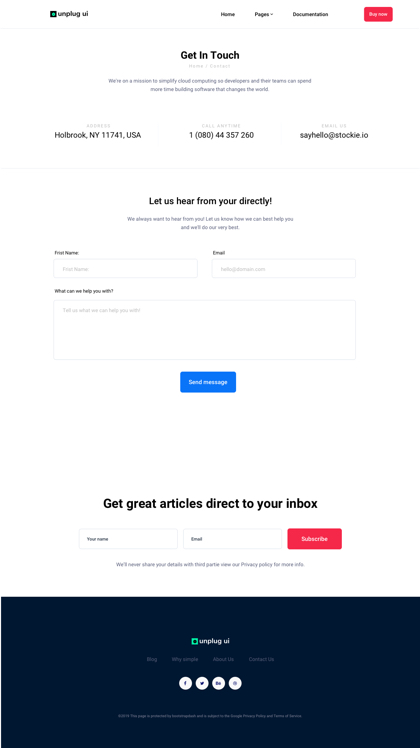 unplug ui
Home Pages Documentation Buy now
Get In Touch
Home / Contact
We're on a mission to simplify cloud computing so developers and their teams can spend
more time building software that changes the world.
ADDRESS
Holbrook, NY 11741, USA
CALL ANYTIME
1 (080) 44 357 260
EMAIL US
sayhello@stockie.io
Let us hear from your directly!
We always want to hear from you! Let us know how we can best help you
and we'll do our very best.
Frist Name:
Email
Frist Name:
hello@domain.com
What can we help you with?
Tell us what we can help you with!
Send message
Get great articles direct to your inbox
Your name
Email
Subscribe
We'll never share your details with third partie view our Privacy policy for more info.
unplug ui
Blog Why simple About Us Contact Us
f Be
©2019 This page is protected by bootstraptoash and is subject to the Google Privacy Policy and Terms of Service.